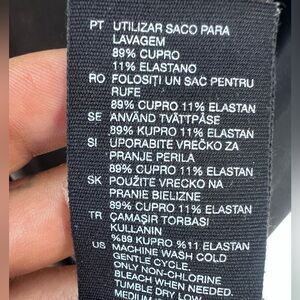 PT UTILIZAR SACO PARA
LAVAGEM
89% CUPRO
11% ELASTANO
RO FOLOSIȚI UN SAC PENTRU
RUFE
89% CUPRO 11% ELASTAN
SE ANVÄND TVÄTTPÅSE
89% KUPRO 11% ELASTAN
SI UPORABITE VREČKO ZA
PRANJE PERILA
89% CUPRO 11% ELASTAN
SK POUŽITE VRECKO NA
PRANIE BIELIZNE
89% CUPRO 11% ELASTAN
TR ÇAMAŞIR TORBASI
KULLANIN
%89 KUPRO %11 ELASTAN
US MACHINE WASH COLD
GENTLE CYCLE.
ONLY NON-CHLORINE
BLEACH WHEN NEEDED.
TUMBLE DRY LOW.
MEDIUM